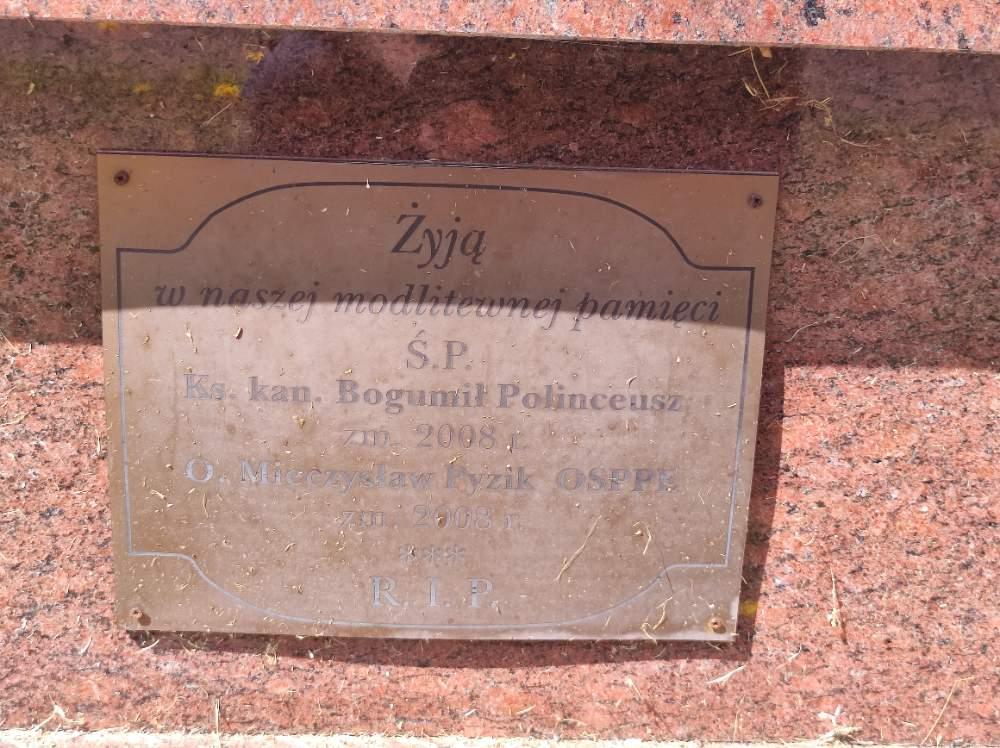 Żyją
w naszej modlitewnej pamięci
Ś.P.
Ks. kan. Bogumił Polinceusz
zm. 2008 r.
O. Mieczysław Pyzik OSPPE
zm. 2008 r.
***
R. I. P.